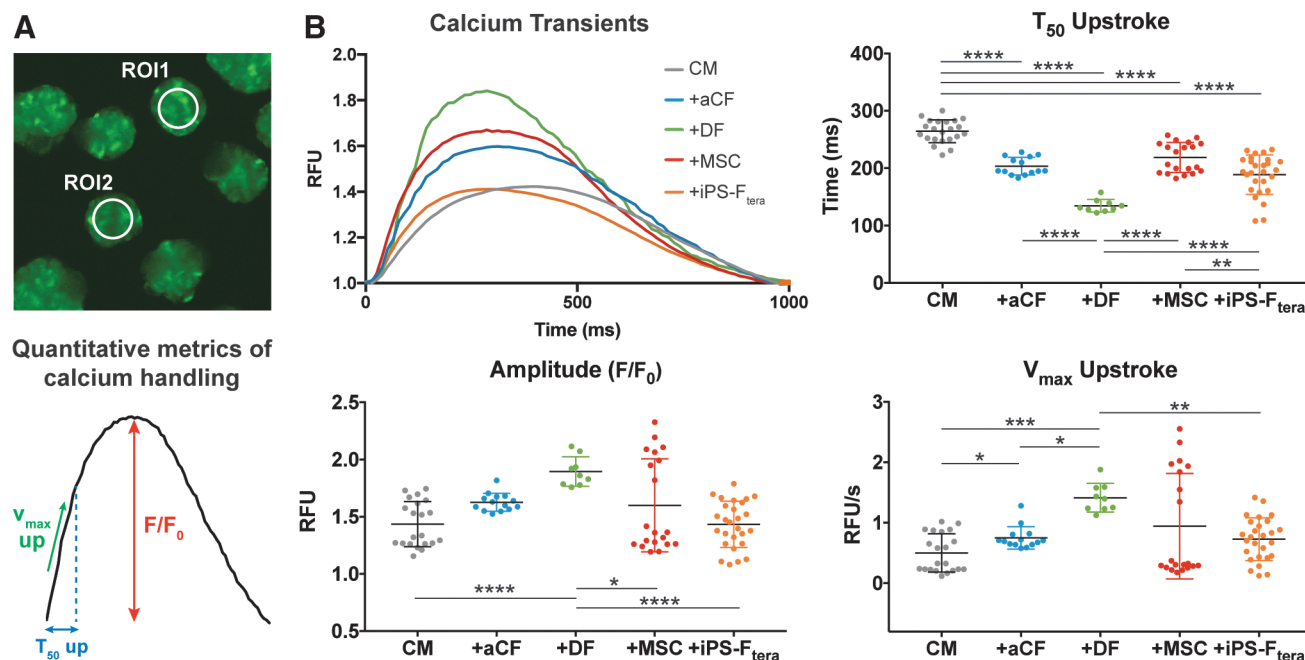 A
ROI1
ROI2
Quantitative metrics of
calcium handling
vmax
up
F/F0
T50 up
B
Calcium Transients
RFU
2.0
1.8
1.6
1.4
1.2
1.0
0
500
1000
Time (ms)
CM
+aCF
+DF
+MSC
+iPS-Ftera
T50 Upstroke
Time (ms)
400
300
200
100
0
****
****
****
****
****
****
****
**
CM
+aCF
+DF
+MSC
+iPS-Ftera
Amplitude (F/F0)
RFU
2.5
2.0
1.5
1.0
0.5
****
*
****
CM
+aCF
+DF
+MSC
+iPS-Ftera
Vmax Upstroke
RFU/s
3
2
1
0
**
***
*
*
CM
+aCF
+DF
+MSC
+iPS-Ftera